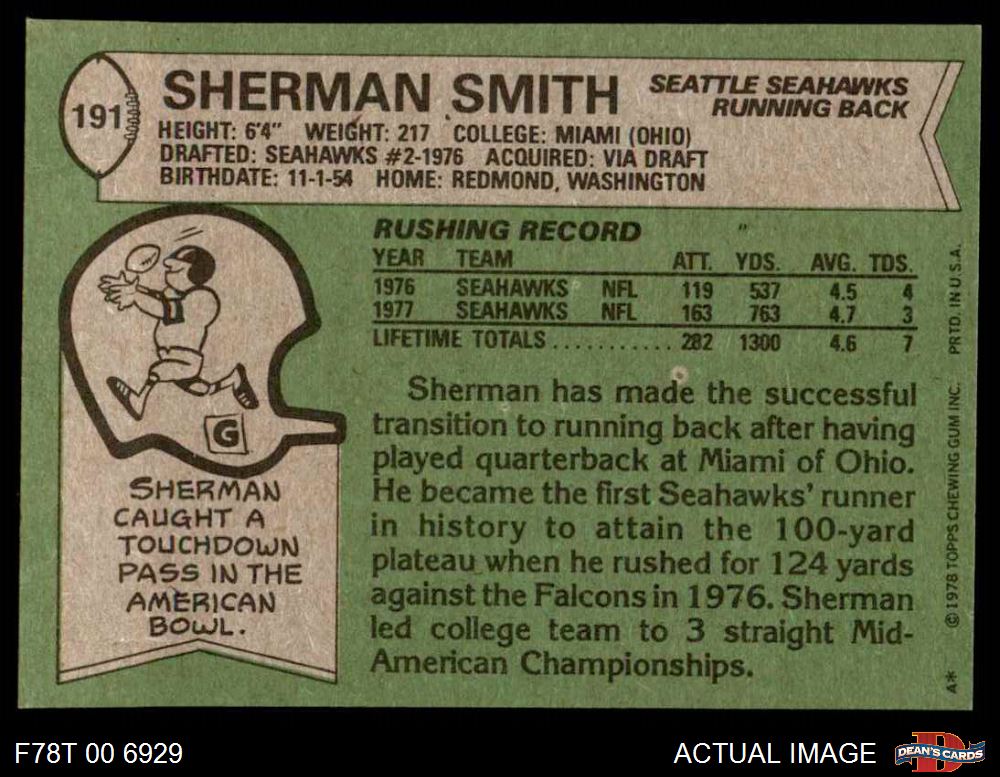 191
SHERMAN SMITH
SEATTLE SEAHAWKS
RUNNING BACK
HEIGHT: 6'4" WEIGHT: 217 COLLEGE: MIAMI (OHIO)
DRAFTED: SEAHAWKS #2-1976 ACQUIRED: VIA DRAFT
BIRTHDATE: 11-1-54 HOME: REDMOND, WASHINGTON
RUSHING RECORD
YEAR TEAM ATT. YDS. AVG. TDS.
1976 SEAHAWKS NFL 119 537 4.5 4
1977 SEAHAWKS NFL 163 763 4.7 3
LIFETIME TOTALS ........... 282 1300 4.6 7
G
SHERMAN
CAUGHT A
TOUCHDOWN
PASS IN THE
AMERICAN
BOWL.
Sherman has made the successful
transition to running back after having
played quarterback at Miami of Ohio.
He became the first Seahawks' runner
in history to attain the 100-yard
plateau when he rushed for 124 yards
against the Falcons in 1976. Sherman
led college team to 3 straight Mid-
American Championships.
A* © 1978 TOPPS CHEWING GUM INC. PRTD. IN U.S.A.
F78T 00 6929
ACTUAL IMAGE
D
DEAN'S CARDS